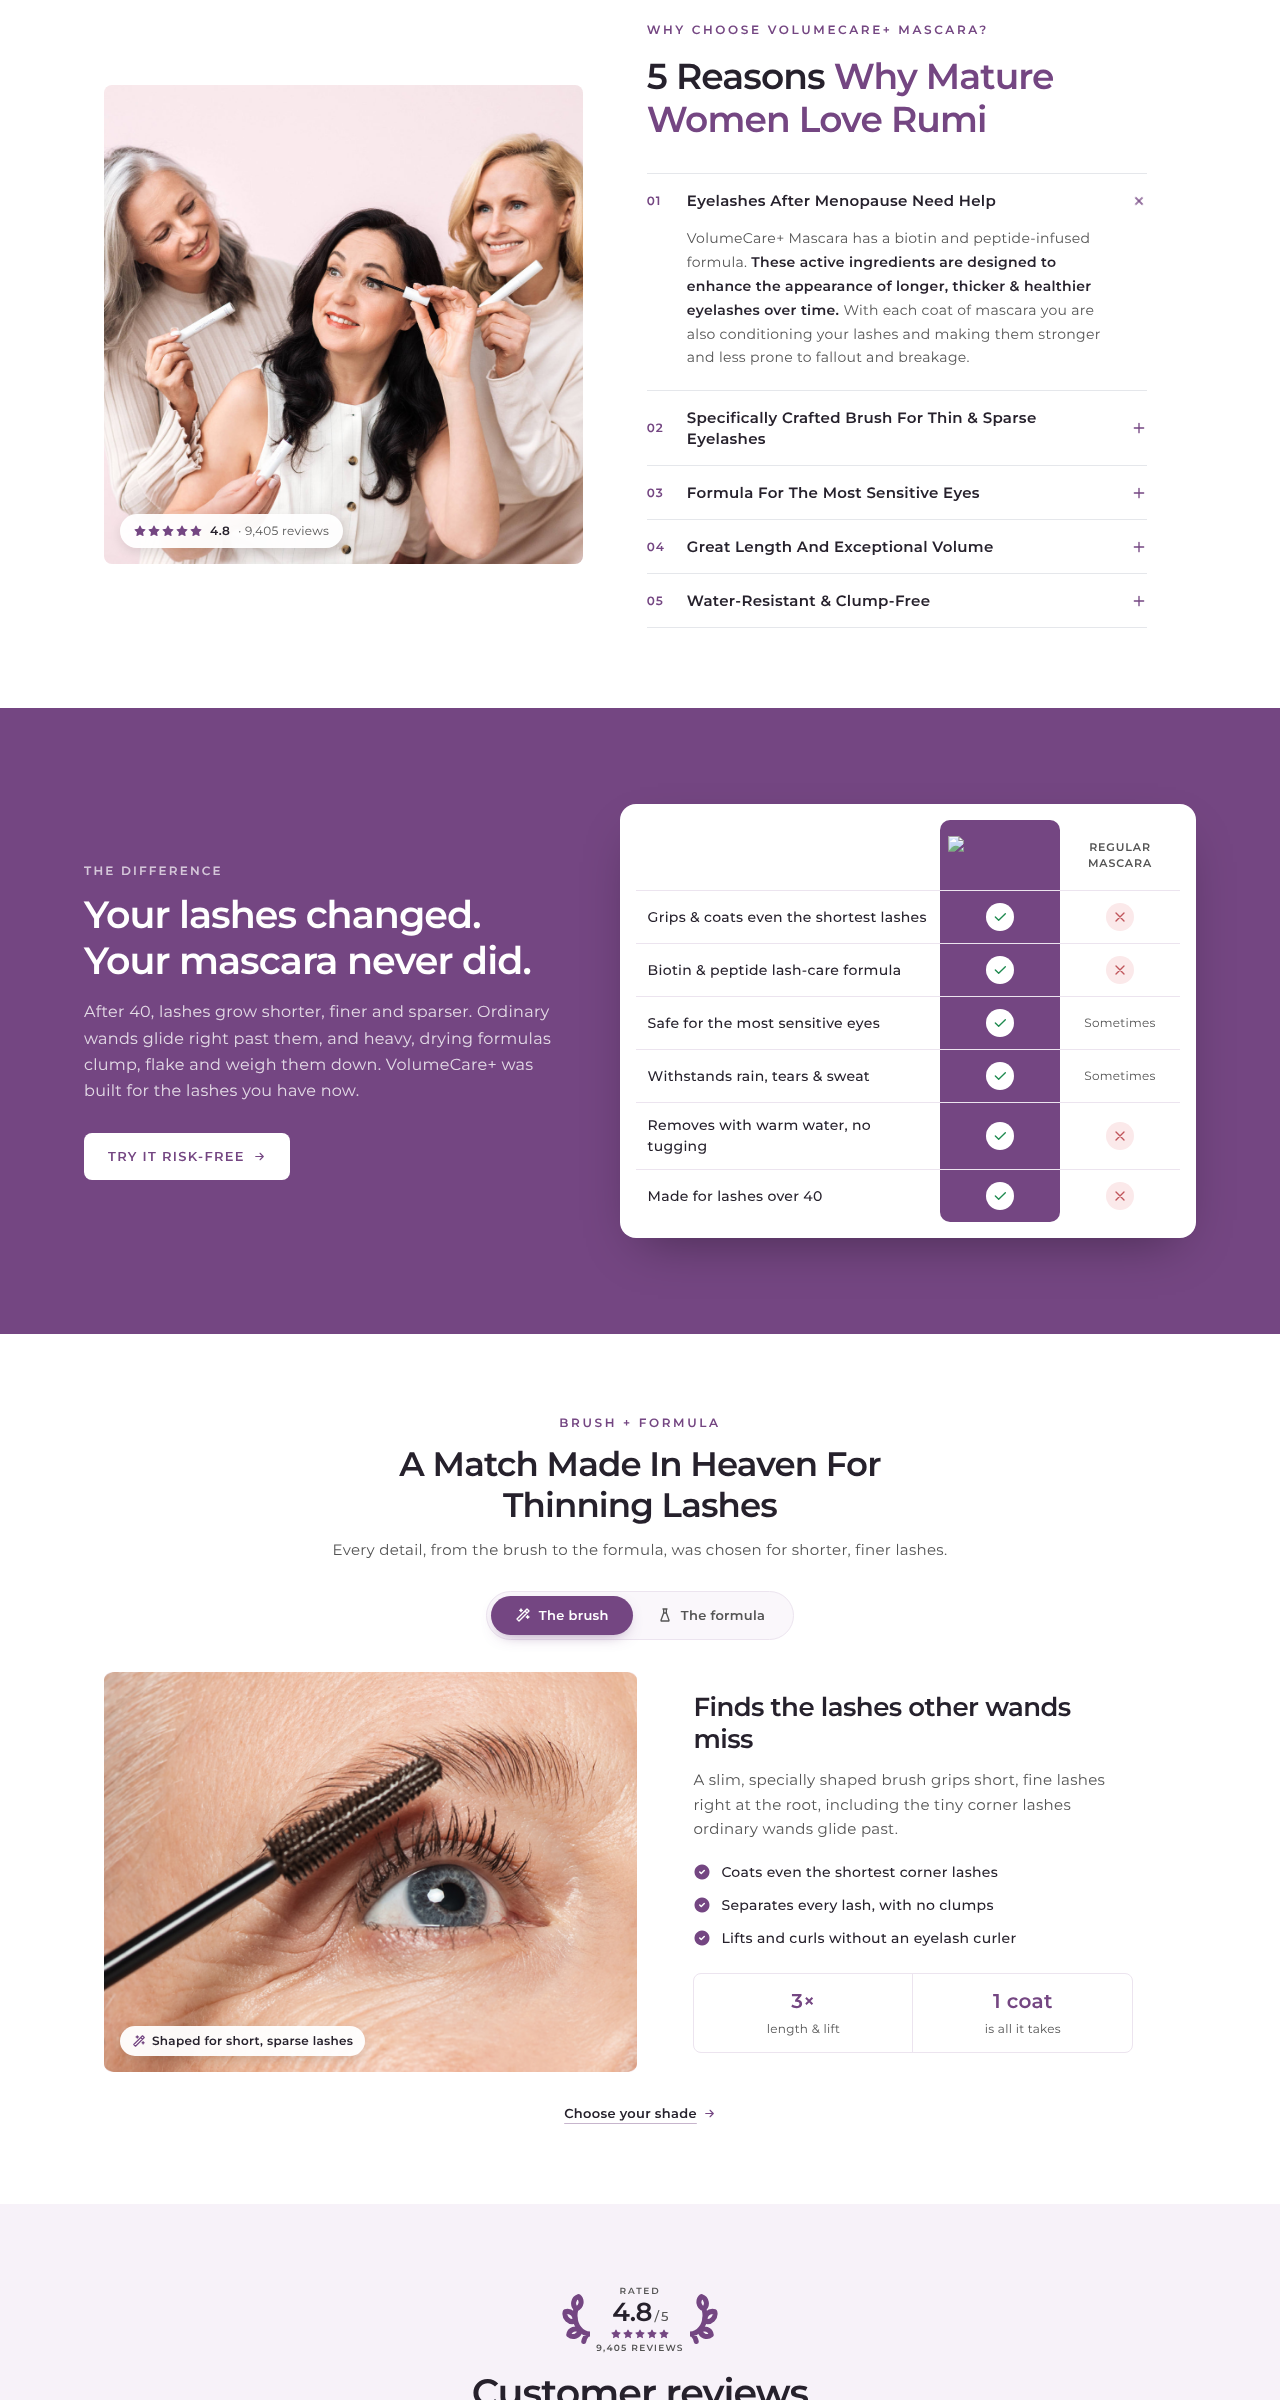 WHY CHOOSE VOLUMECARE+ MASCARA?
5 Reasons Why Mature
Women Love Rumi
01 Eyelashes After Menopause Need Help
VolumeCare+ Mascara has a biotin and peptide-infused
formula. These active ingredients are designed to
enhance the appearance of longer, thicker & healthier
eyelashes over time. With each coat of mascara you are
also conditioning your lashes and making them stronger
and less prone to fallout and breakage.
02 Specifically Crafted Brush For Thin & Sparse
Eyelashes
03 Formula For The Most Sensitive Eyes
04 Great Length And Exceptional Volume
05 Water-Resistant & Clump-Free
4.8 · 9,405 reviews
THE DIFFERENCE
Your lashes changed.
Your mascara never did.
After 40, lashes grow shorter, finer and sparser. Ordinary
wands glide right past them, and heavy, drying formulas
clump, flake and weigh them down. VolumeCare+ was
built for the lashes you have now.
TRY IT RISK-FREE →
REGULAR
MASCARA
Grips & coats even the shortest lashes
Biotin & peptide lash-care formula
Safe for the most sensitive eyes Sometimes
Withstands rain, tears & sweat Sometimes
Removes with warm water, no
tugging
Made for lashes over 40
BRUSH + FORMULA
A Match Made In Heaven For
Thinning Lashes
Every detail, from the brush to the formula, was chosen for shorter, finer lashes.
The brush The formula
Finds the lashes other wands
miss
A slim, specially shaped brush grips short, fine lashes
right at the root, including the tiny corner lashes
ordinary wands glide past.
Coats even the shortest corner lashes
Separates every lash, with no clumps
Lifts and curls without an eyelash curler
3× 1 coat
length & lift is all it takes
Shaped for short, sparse lashes
Choose your shade →
RATED
4.8 / 5
9,405 REVIEWS
Customer reviews